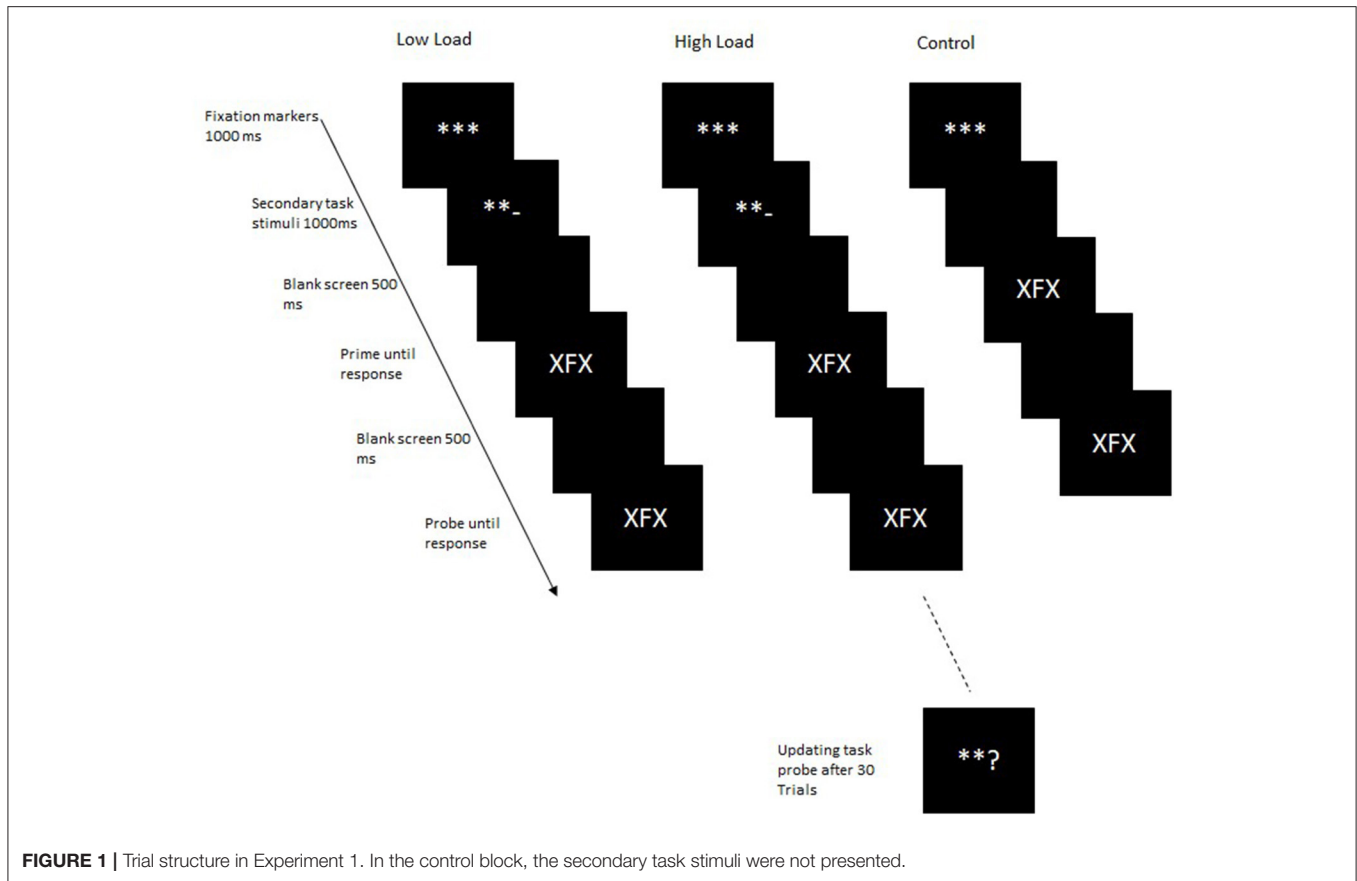 Low Load
High Load
Control
Fixation markers
1000 ms
***
***
***
Secondary task
stimuli 1000ms
**-
**-
Blank screen 500
ms
XFX
Prime until
response
XFX
XFX
Blank screen 500
ms
XFX
Probe until
response
XFX
XFX
Updating task
probe after 30
Trials
**?
FIGURE 1 | Trial structure in Experiment 1. In the control block, the secondary task stimuli were not presented.